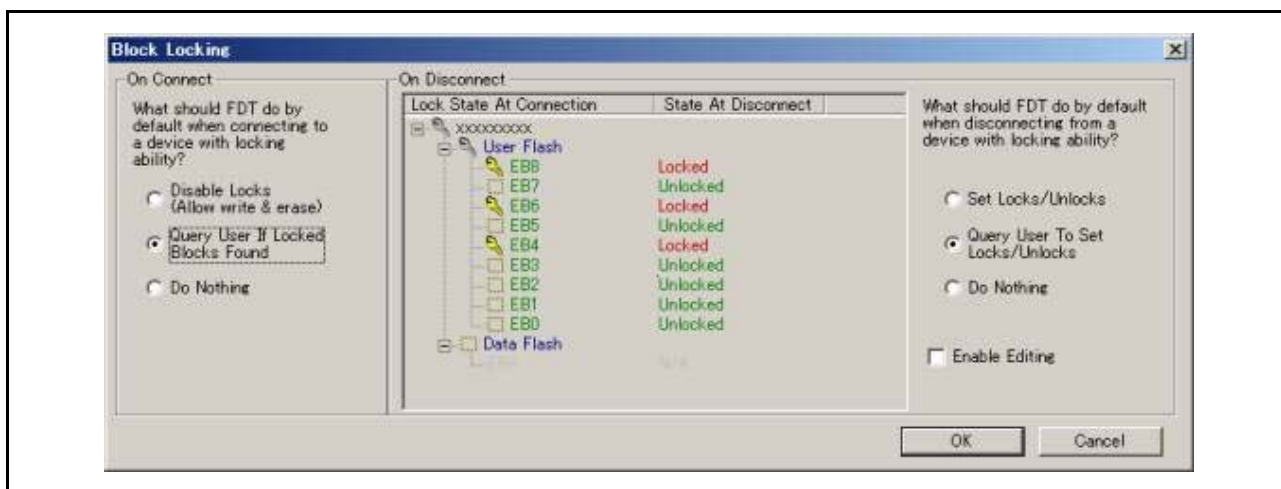 Block Locking
On Connect
What should FDT do by
default when connecting to
a device with locking
ability?
Disable Locks
(Allow write & erase)
Query User If Locked
Blocks Found
Do Nothing
On Disconnect
Lock State At Connection State At Disconnect
xxxxxxxxx
User Flash
EB8 Locked
EB7 Unlocked
EB6 Locked
EB5 Unlocked
EB4 Locked
EB3 Unlocked
EB2 Unlocked
EB1 Unlocked
EB0 Unlocked
Data Flash
What should FDT do by default
when disconnecting from a
device with locking ability?
Set Locks/Unlocks
Query User To Set
Locks/Unlocks
Do Nothing
Enable Editing
OK Cancel